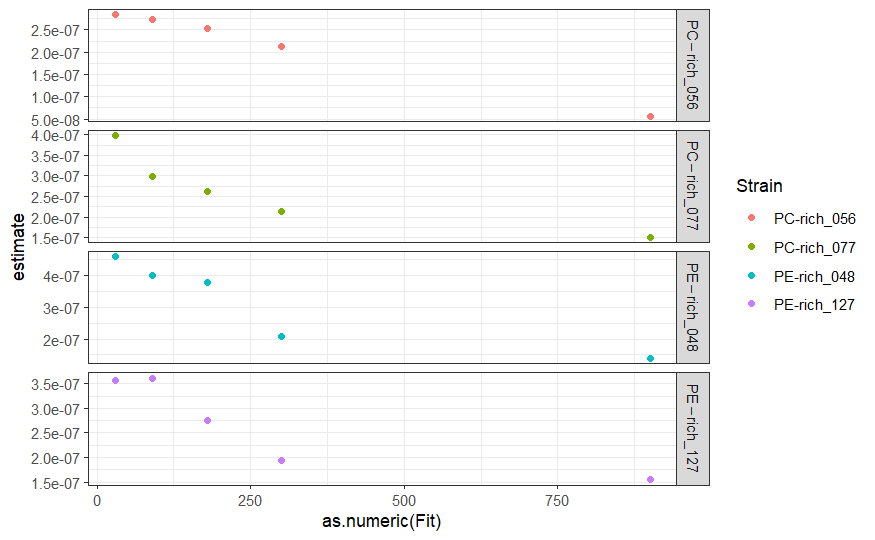 estimate
2.5e-07
2.0e-07
1.5e-07
1.0e-07
5.0e-08
PC−rich_056
4.0e-07
3.5e-07
3.0e-07
2.5e-07
2.0e-07
1.5e-07
PC−rich_077
4e-07
3e-07
2e-07
PE−rich_048
3.5e-07
3.0e-07
2.5e-07
2.0e-07
1.5e-07
PE−rich_127
0
250
500
750
as.numeric(Fit)
Strain
PC-rich_056
PC-rich_077
PE-rich_048
PE-rich_127